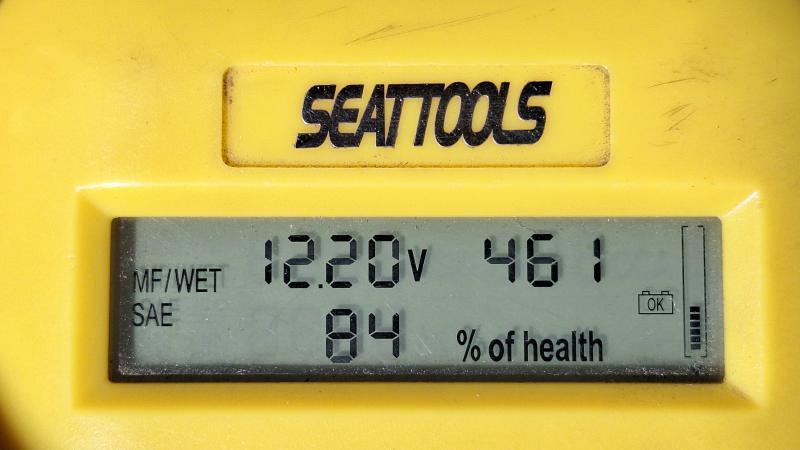 SEATTOOLS
MF/WET 12.20V 461
SAE OK
84 % of health